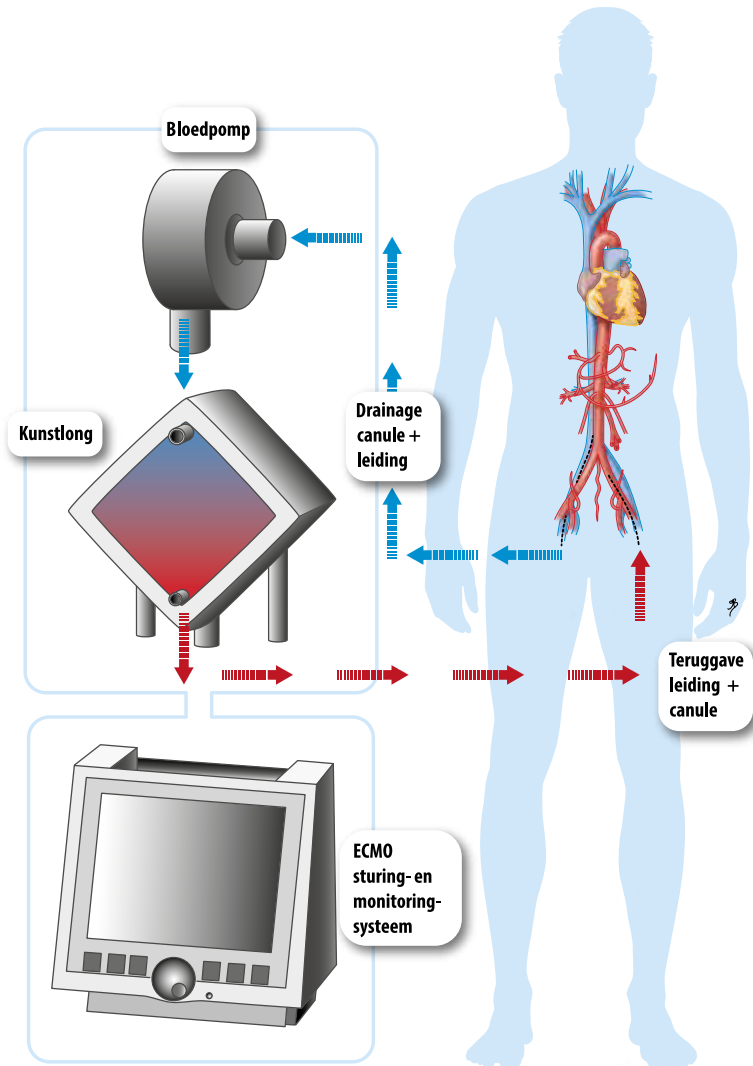 Bloedpomp
Kunstlong
Drainage
canule +
leiding
Teruggave
leiding +
canule
ECMO
sturing- en
monitoring-
systeem